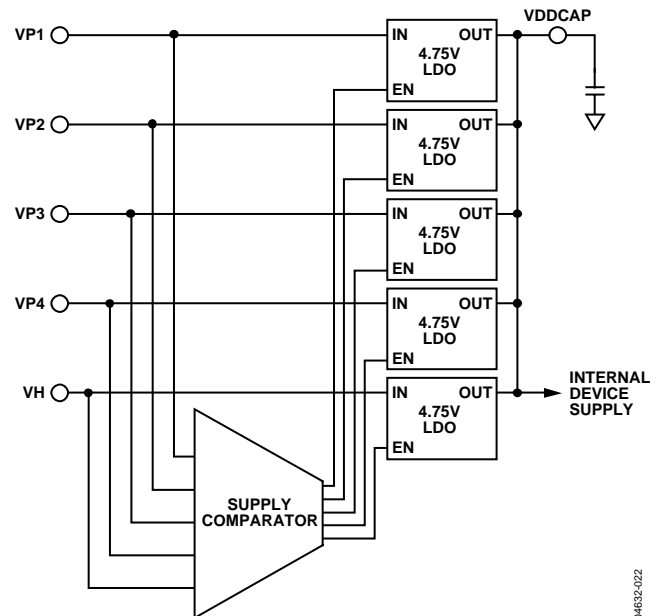 VDDCAP
VP1
IN
OUT
4.75V
LDO
EN
VP2
IN
OUT
4.75V
LDO
EN
VP3
IN
OUT
4.75V
LDO
EN
VP4
IN
OUT
4.75V
LDO
EN
VH
IN
OUT
4.75V
LDO
EN
INTERNAL
DEVICE
SUPPLY
SUPPLY
COMPARATOR
04632-022